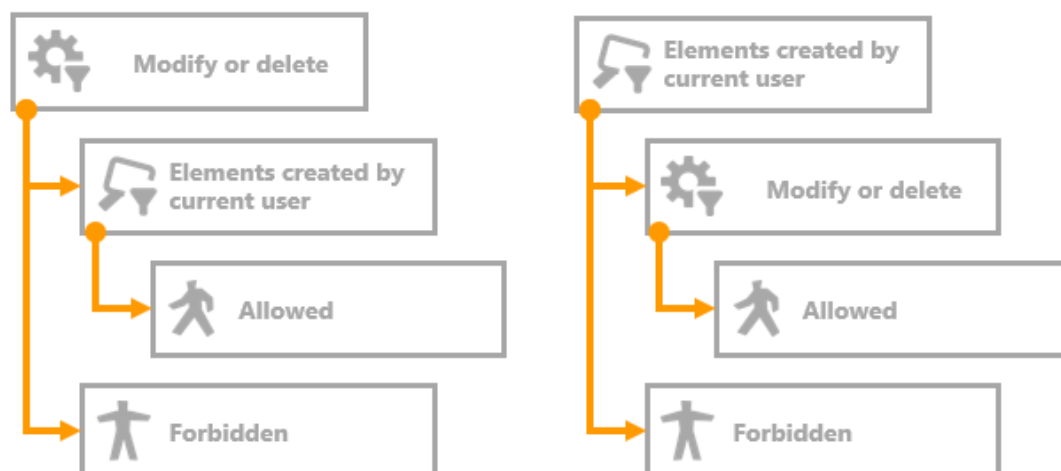 Modify or delete
Elements created by
current user
Allowed
Forbidden
Elements created by
current user
Modify or delete
Allowed
Forbidden